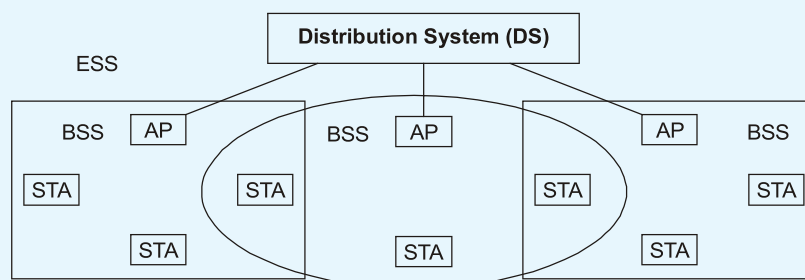 Distribution System (DS)
ESS
BSS AP BSS AP AP BSS
STA STA STA STA
STA STA STA